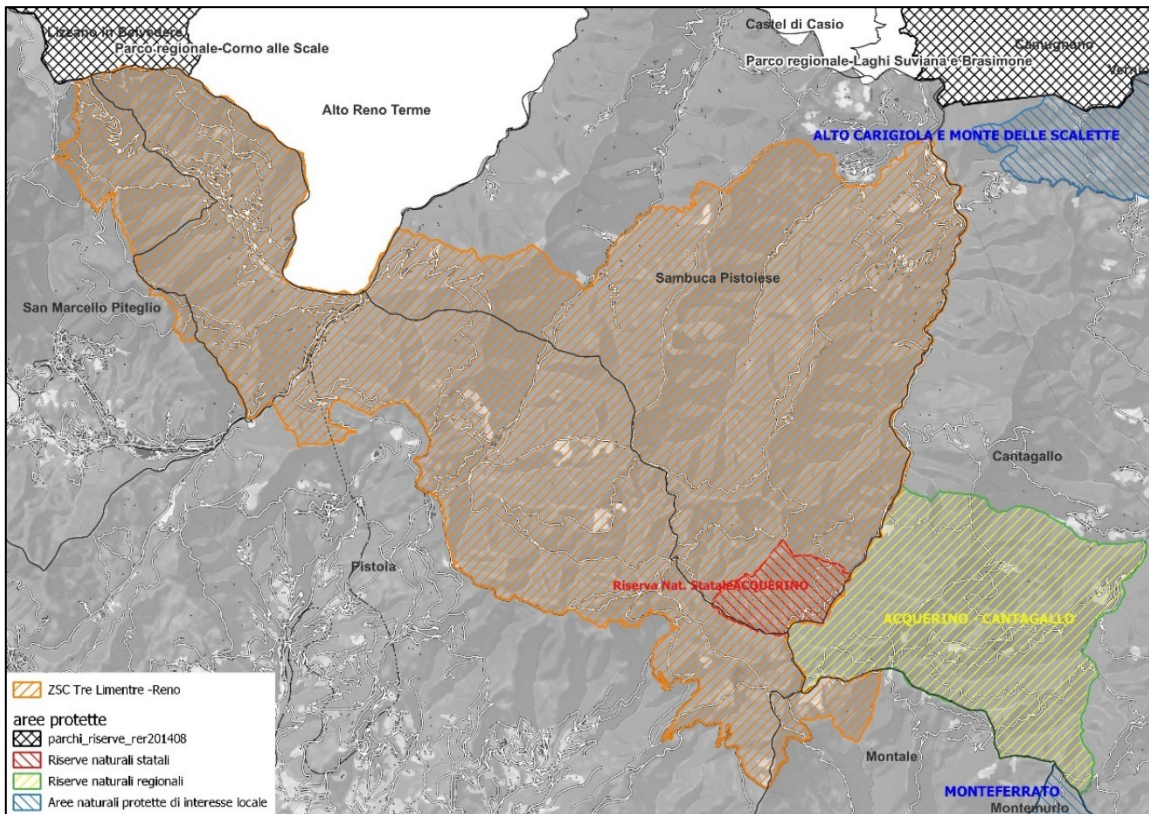 Lizzano in Belvedere
Parco regionale-Corno alle Scale
Castel di Casio
Camugnano
Parco regionale-Laghi Suviana e Brasimone
Alto Reno Terme
ALTO CARIGIOLA E MONTE DELLE SCALETTE
Sambuca Pistoiese
San Marcello Piteglio
Cantagallo
Pistoia
Riserva Nat. StataleACQUERINO
ACQUERINO - CANTAGALLO
Montale
MONTEFERRATO
Montemurlo
ZSC Tre Limentre -Reno
aree protette
parchi_riserve_rer201408
Riserve naturali statali
Riserve naturali regionali
Aree naturali protette di interesse locale